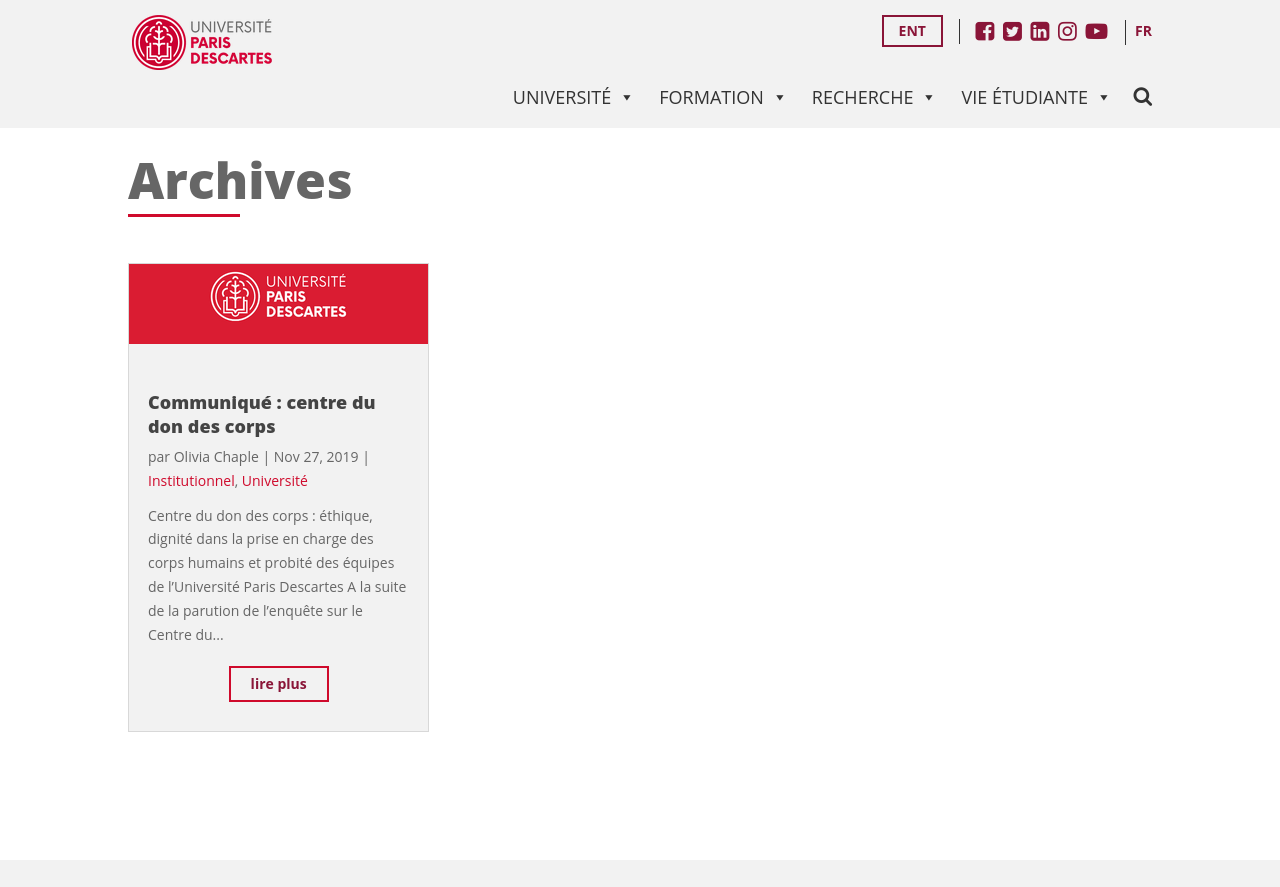 UNIVERSITÉ
PARIS
DESCARTES
ENT
FR
UNIVERSITÉ FORMATION RECHERCHE VIE ÉTUDIANTE
Archives
UNIVERSITÉ
PARIS
DESCARTES
Communiqué : centre du
don des corps
par Olivia Chaple | Nov 27, 2019 |
Institutionnel, Université
Centre du don des corps : éthique,
dignité dans la prise en charge des
corps humains et probité des équipes
de l’Université Paris Descartes A la suite
de la parution de l’enquête sur le
Centre du...
lire plus